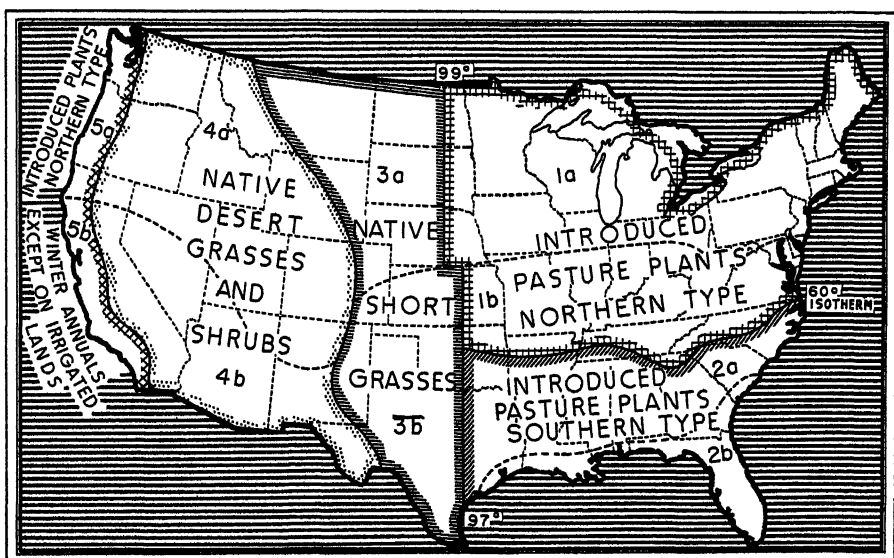 INTRODUCED PLANTS
NORTHERN TYPE
WINTER ANNUALS
EXCEPT ON IRRIGATED
LANDS
5a
5b
4a
NATIVE
DESERT
GRASSES
AND
SHRUBS
4b
99°
3a
NATIVE
SHORT
GRASSES
3b
97°
1a
INTRODUCED
PASTURE PLANTS
NORTHERN TYPE
1b
60°
ISOTHERM
2a
INTRODUCED
PASTURE PLANTS
SOUTHERN TYPE
2b